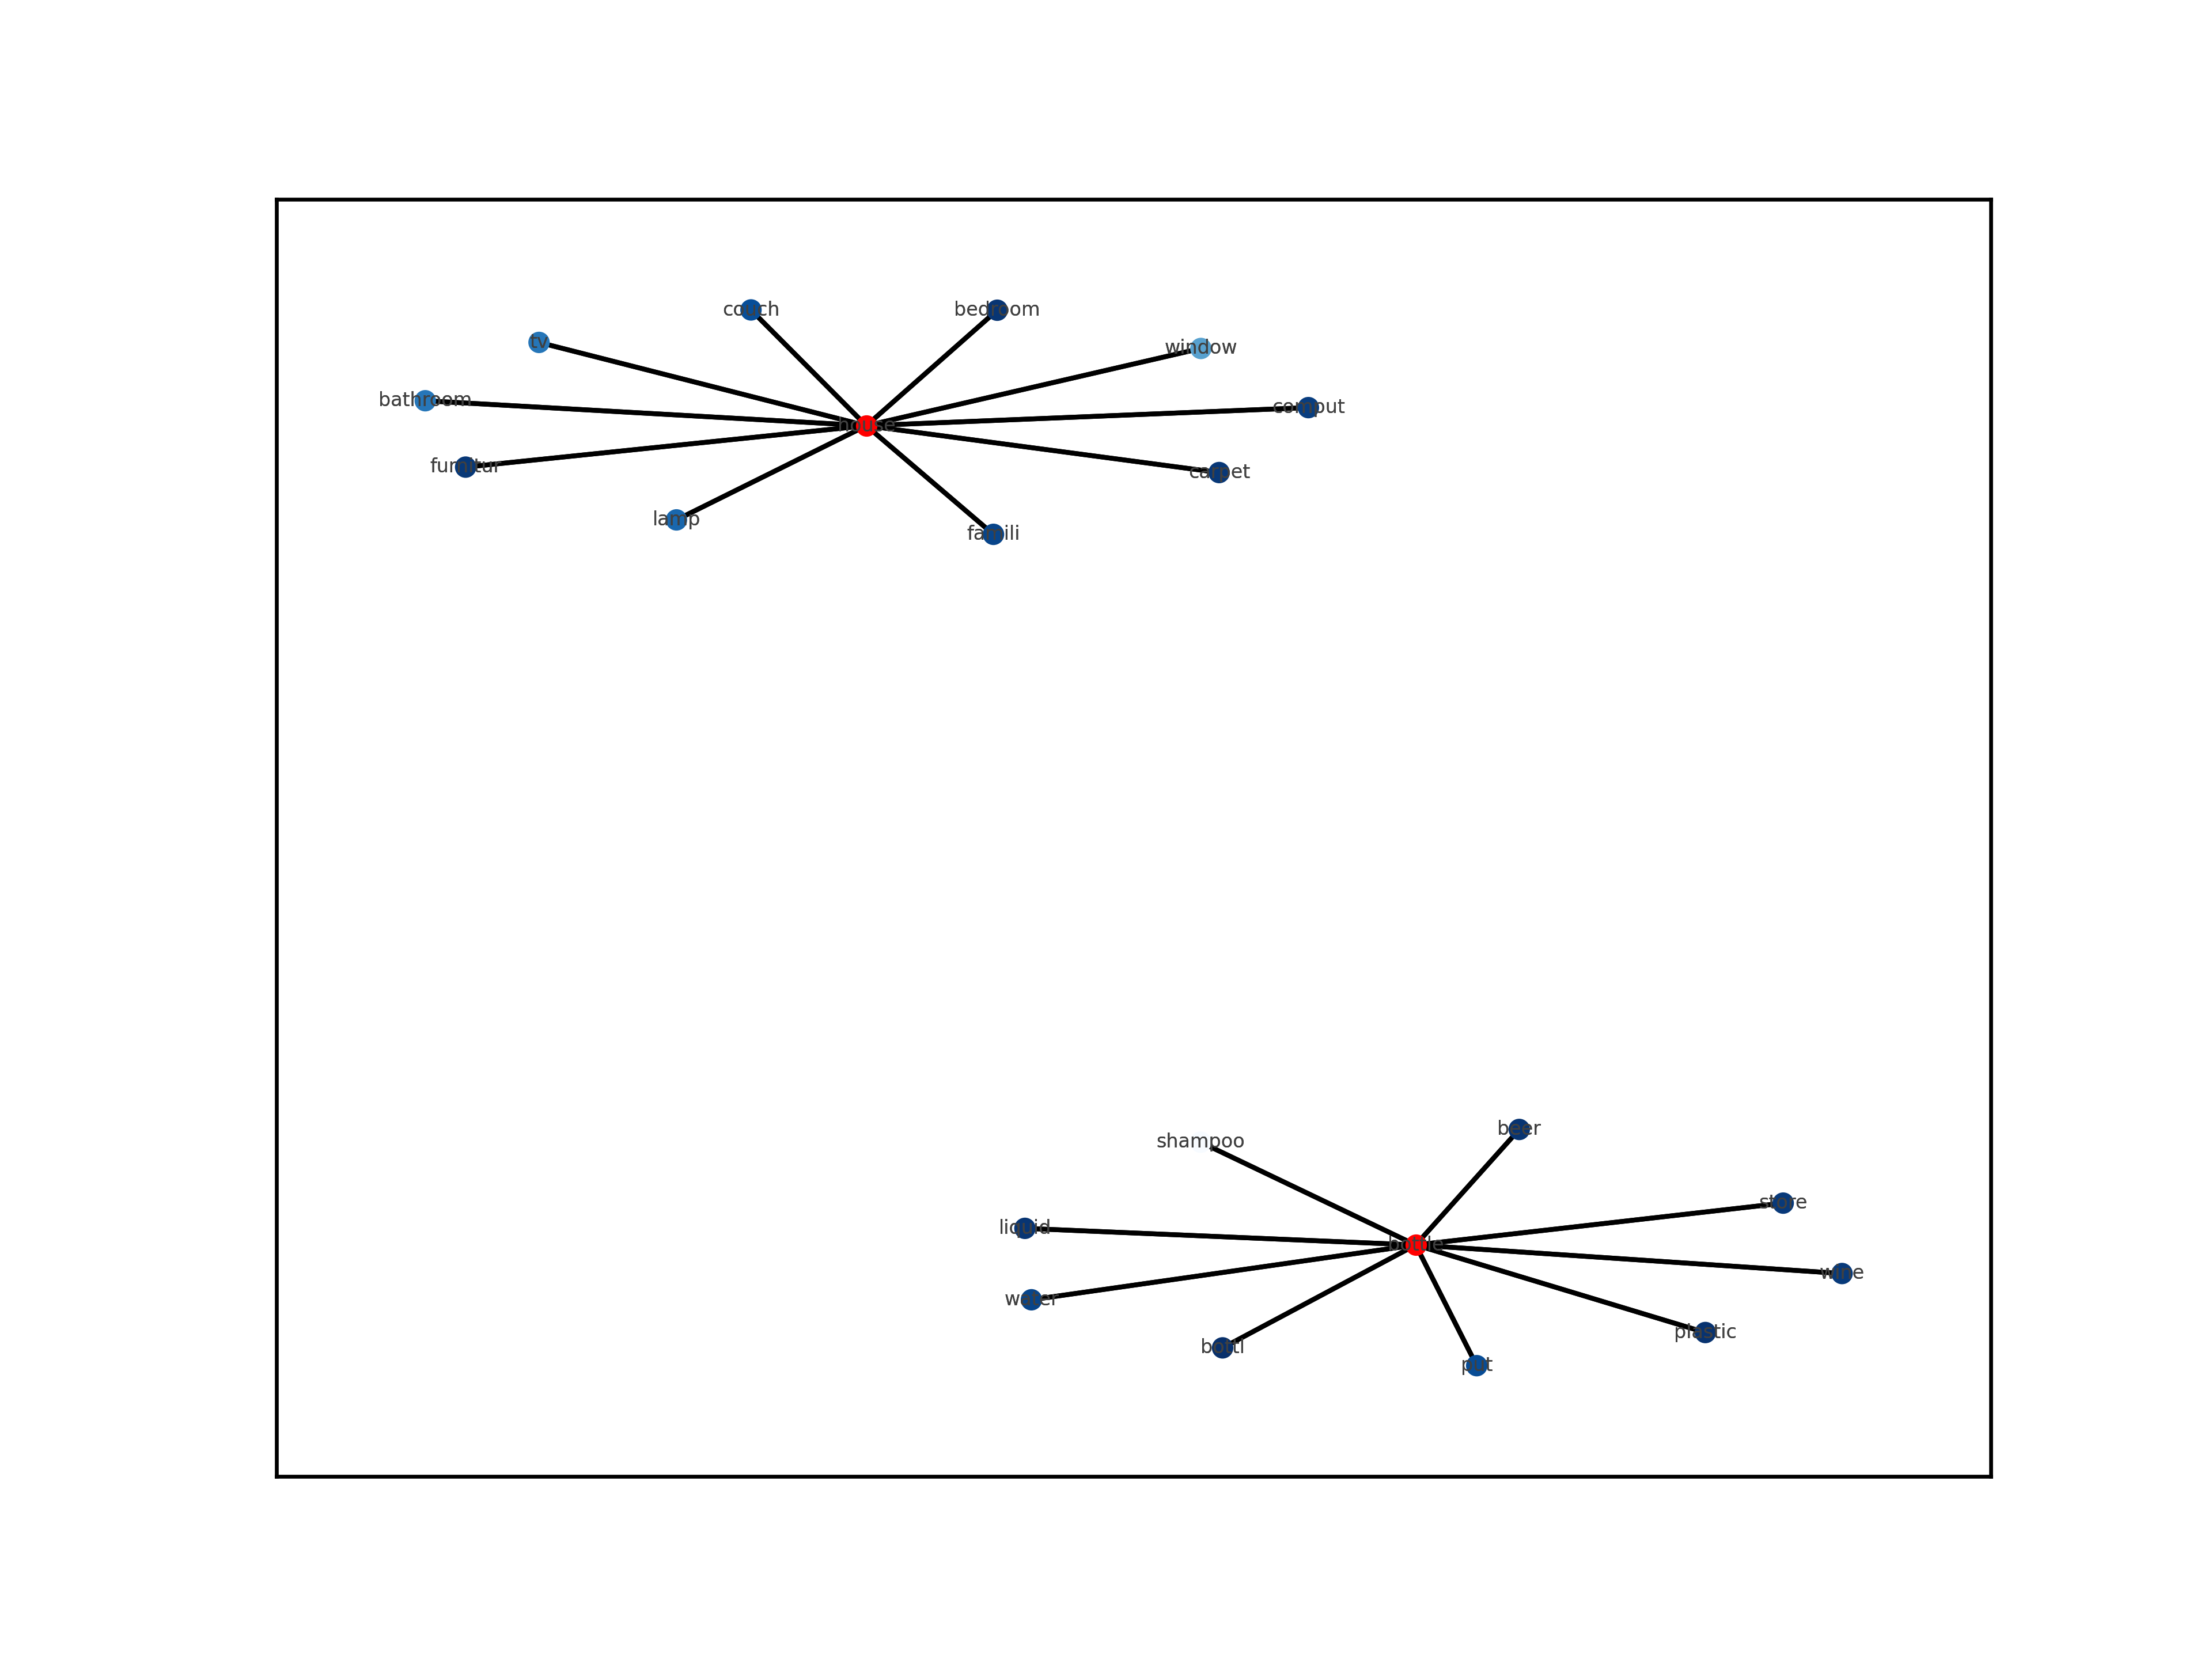 couch
bedroom
tv
window
bathroom
comput
house
furnitur
carpet
lamp
famili
beer
shampoo
store
liquid
bottle
wine
water
plastic
bottl
put